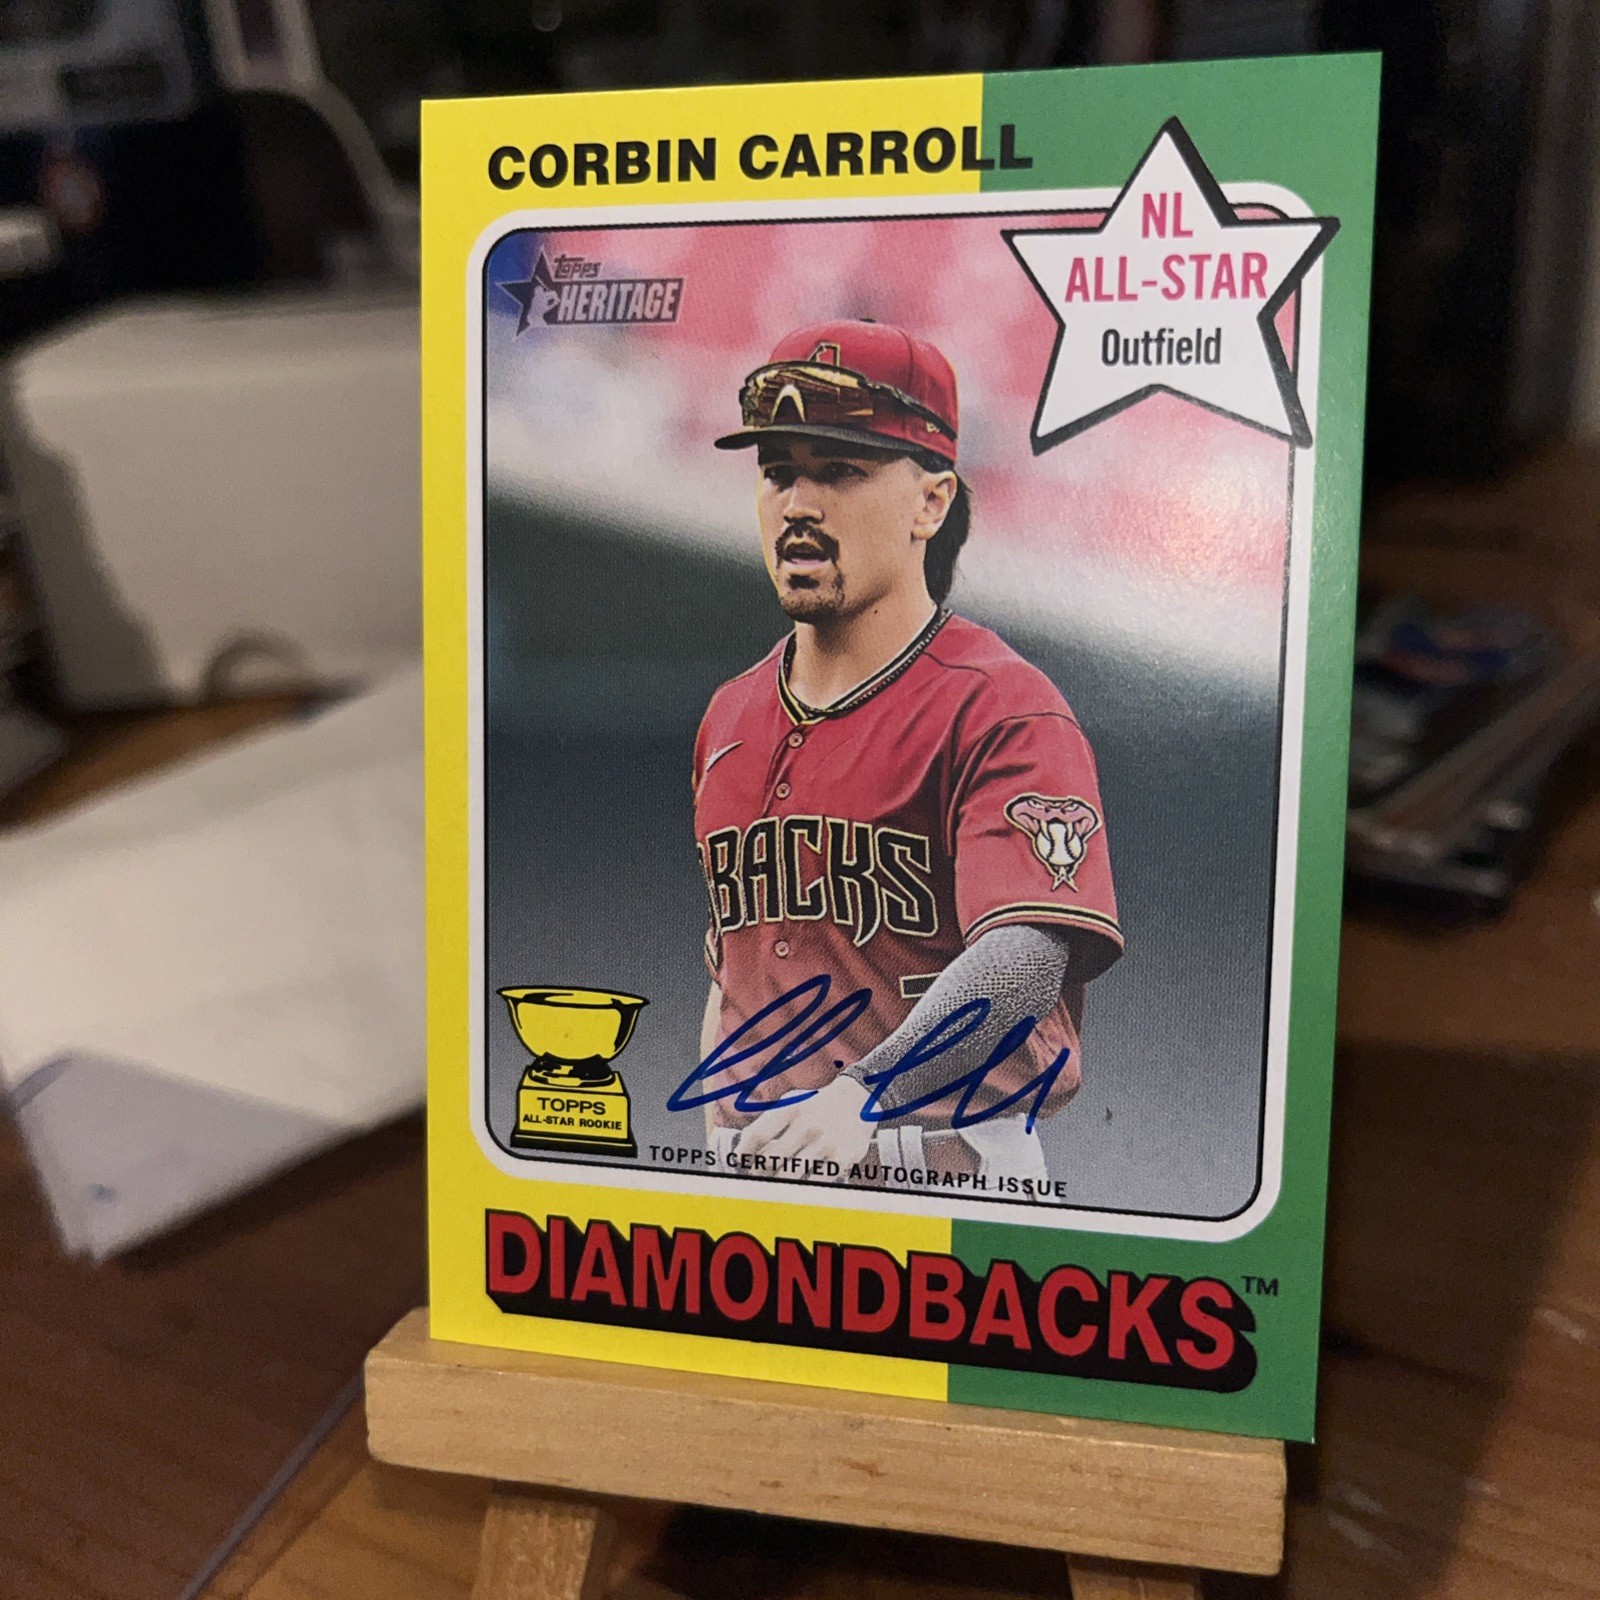 CORBIN CARROLL
NL
ALL-STAR
Outfield
Topps
HERITAGE
BACKS
TOPPS
ALL-STAR ROOKIE
TOPPS CERTIFIED AUTOGRAPH ISSUE
DIAMONDBACKS™